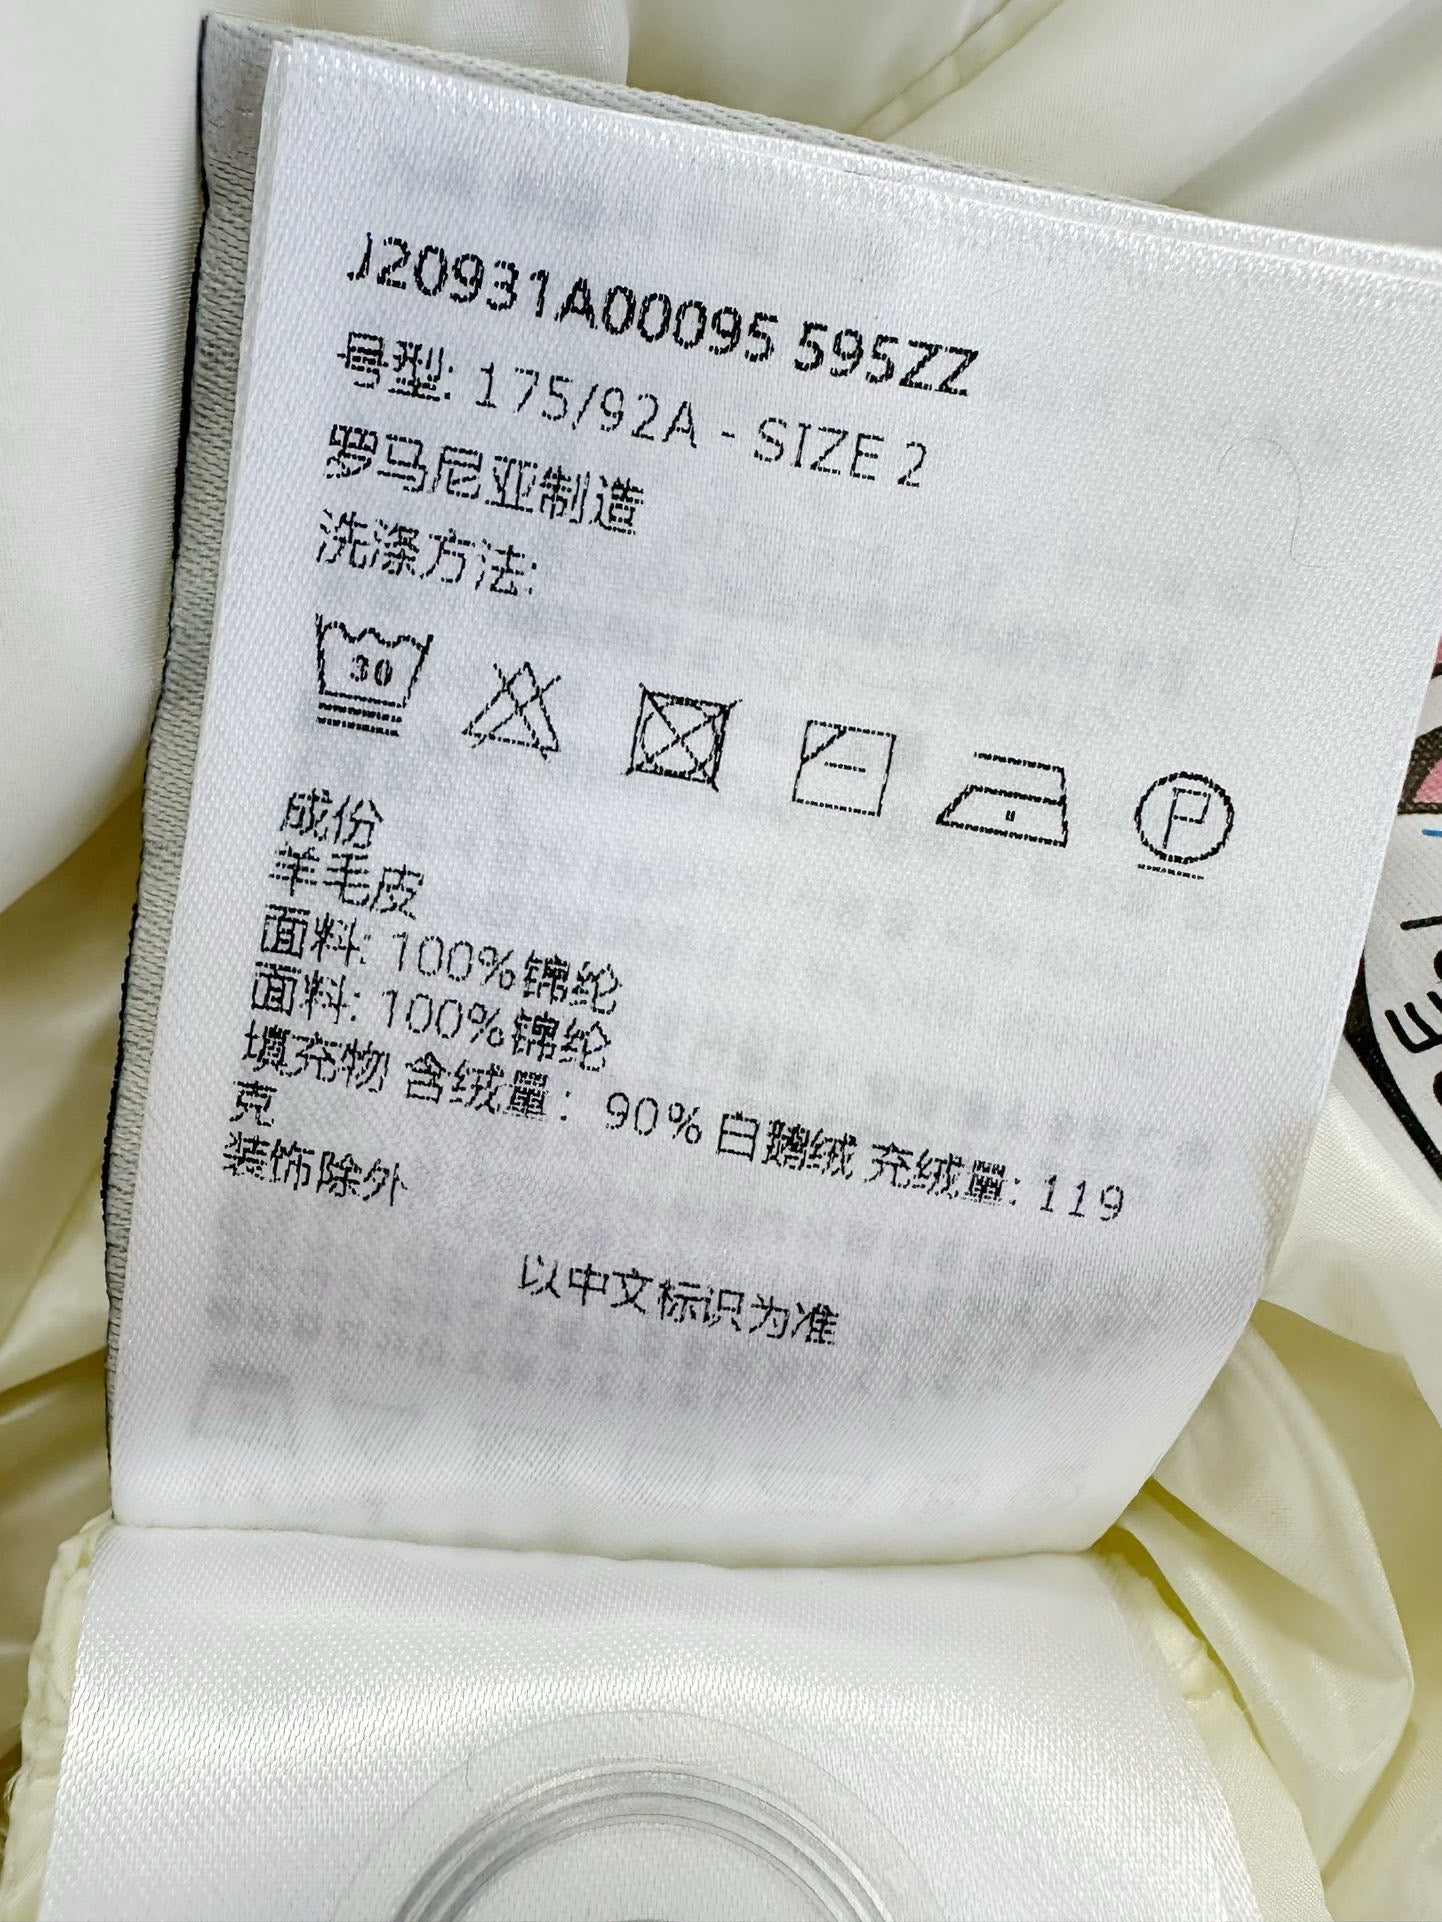 J20931A00095 595ZZ
号型: 175/92A - SIZE 2
罗马尼亚制造
洗涤方法:
30
P
成份
羊毛皮
面料: 100%锦纶
面料: 100%锦纶
填充物 含绒量: 90%白鹅绒 充绒量: 119
克
装饰除外
以中文标识为准